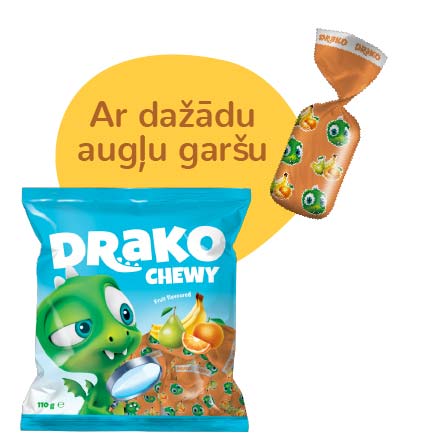 DRAKO DRAKO
Ar dažādu
augļu garšu
DRAKO
CHEWY
Fruit flavoured
110 g ℮